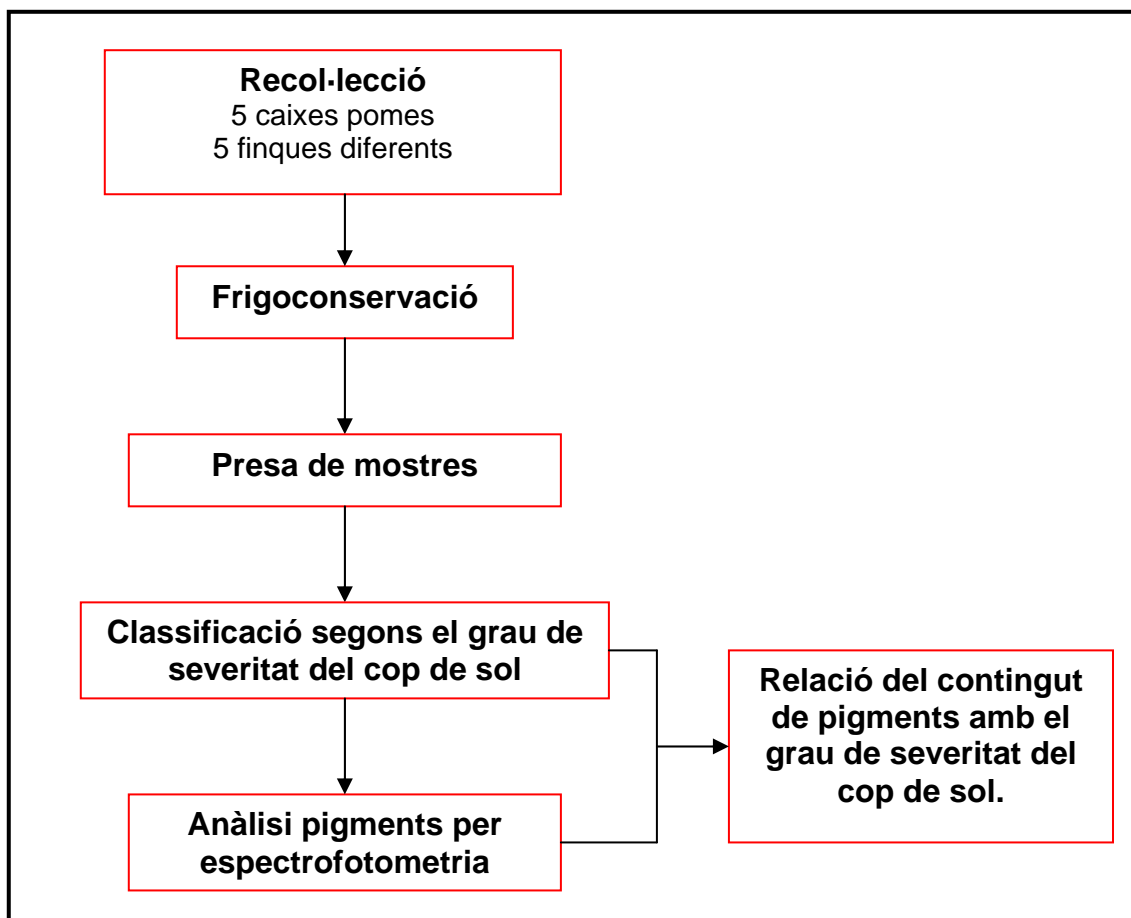 Recol·lecció
5 caixes pomes
5 finques diferents
Frigoconservació
Presa de mostres
Classificació segons el grau de
severitat del cop de sol
Anàlisi pigments per
espectrofotometria
Relació del contingut
de pigments amb el
grau de severitat del
cop de sol.